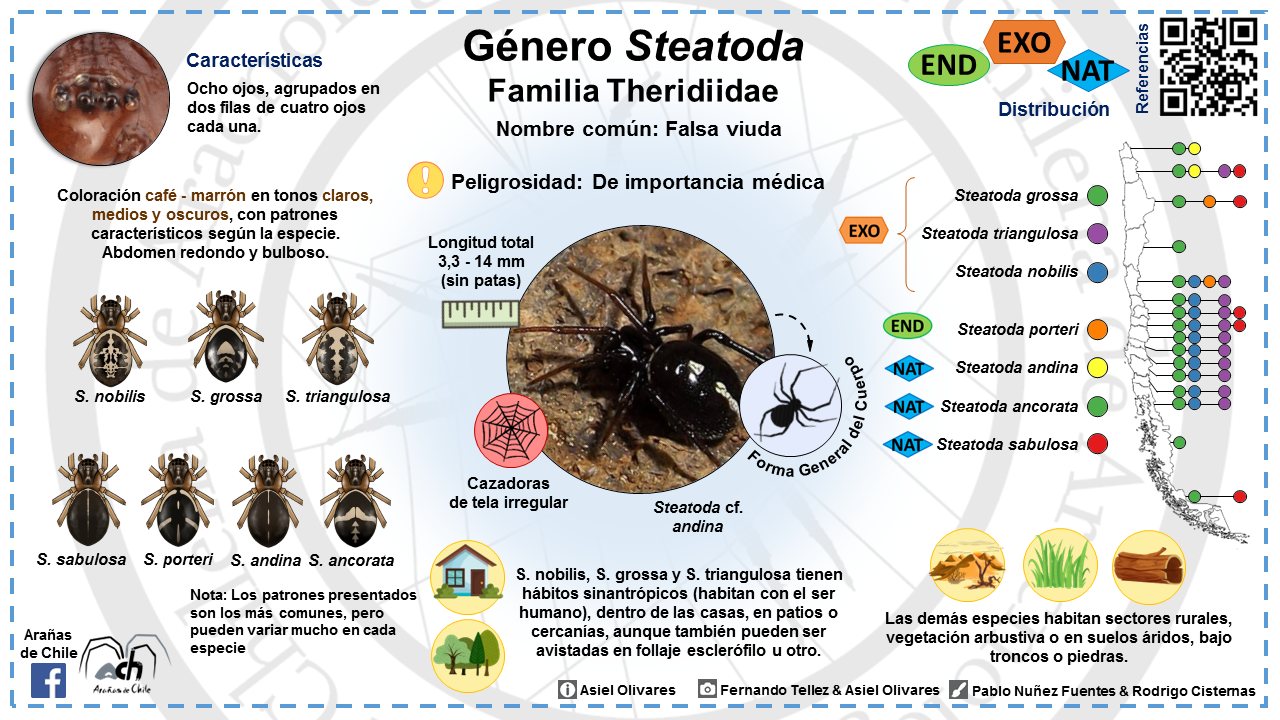 Género Steatoda
Familia Theridiidae
Nombre común: Falsa viuda
Peligrosidad: De importancia médica
Características
Ocho ojos, agrupados en
dos filas de cuatro ojos
cada una.
Coloración café - marrón en tonos claros,
medios y oscuros, con patrones
característicos según la especie.
Abdomen redondo y bulboso.
S. nobilis
S. grossa
S. triangulosa
S. sabulosa
S. porteri
S. andina
S. ancorata
Nota: Los patrones presentados
son los más comunes, pero
pueden variar mucho en cada
especie
Arañas
de Chile
ach
Arañas de Chile
Longitud total
3,3 - 14 mm
(sin patas)
Cazadoras
de tela irregular
Forma General del Cuerpo
Steatoda cf.
andina
S. nobilis, S. grossa y S. triangulosa tienen
hábitos sinantrópicos (habitan con el ser
humano), dentro de las casas, en patios o
cercanías, aunque también pueden ser
avistadas en follaje esclerófilo u otro.
END
EXO
NAT
Distribución
Referencias
EXO
Steatoda grossa
Steatoda triangulosa
Steatoda nobilis
END
Steatoda porteri
NAT
Steatoda andina
NAT
Steatoda ancorata
NAT
Steatoda sabulosa
Las demás especies habitan sectores rurales,
vegetación arbustiva o en suelos áridos, bajo
troncos o piedras.
Asiel Olivares
Fernando Tellez & Asiel Olivares
Pablo Nuñez Fuentes & Rodrigo Cisternas